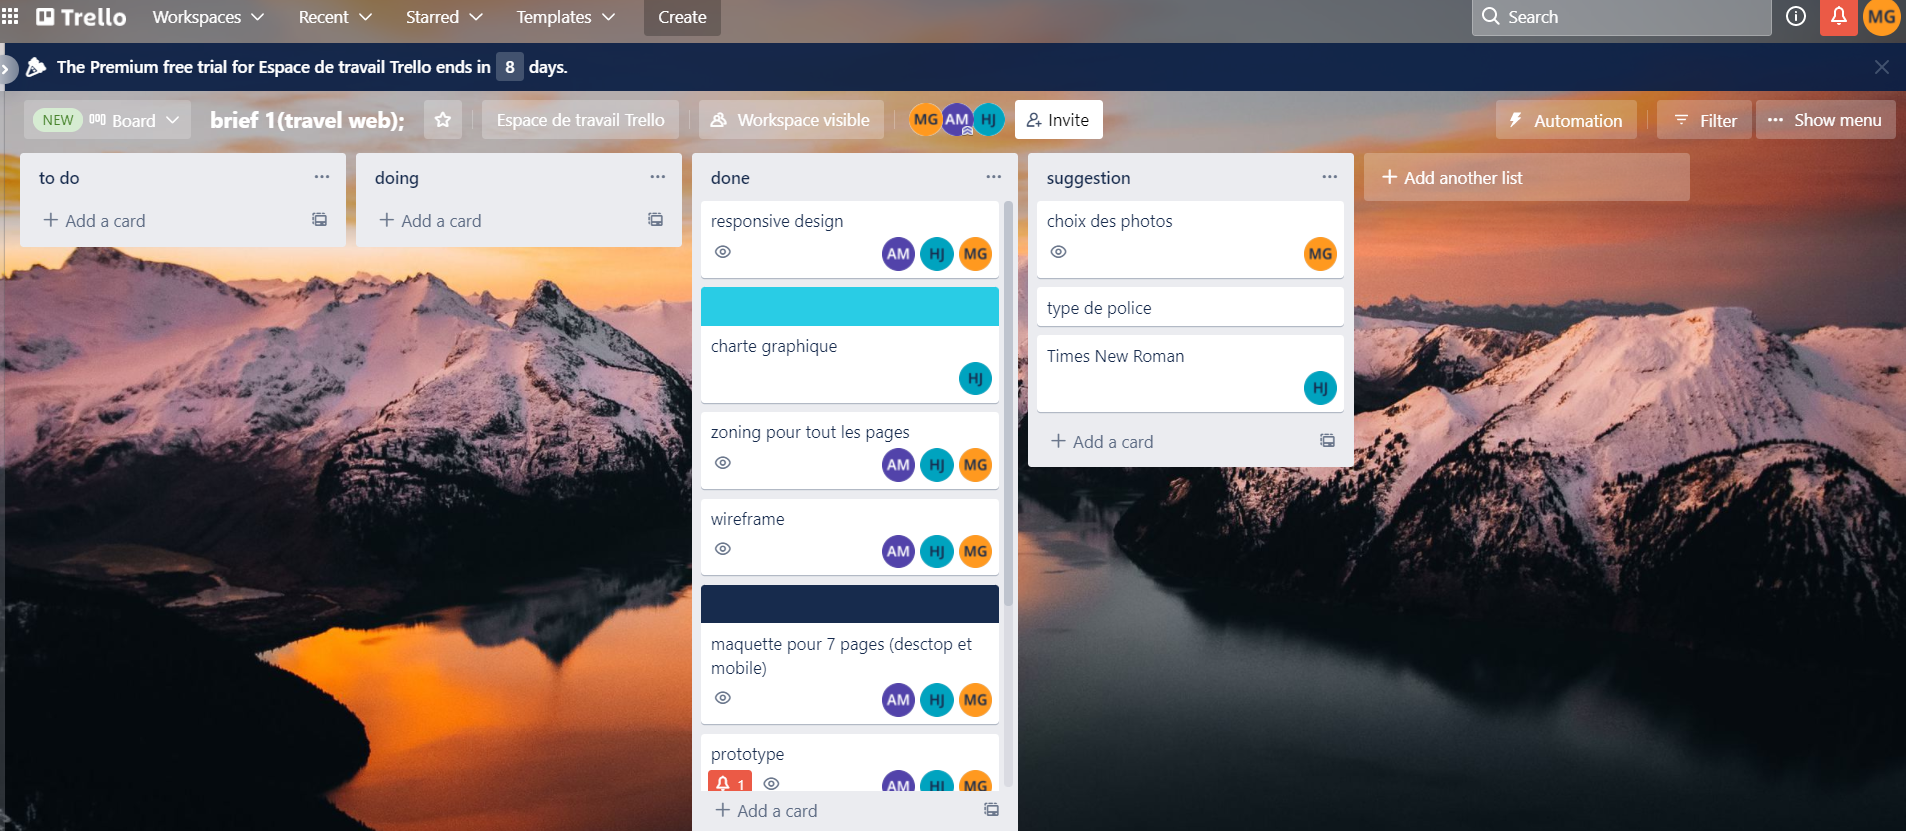 Trello Workspaces Recent Starred Templates Create Search MG
The Premium free trial for Espace de travail Trello ends in 8 days.
NEW Board brief 1(travel web); Espace de travail Trello Workspace visible MG AM HJ Invite Automation Filter ··· Show menu
to do
+ Add a card
doing
+ Add a card
done
responsive design
AM HJ MG
charte graphique
HJ
zoning pour tout les pages
AM HJ MG
wireframe
AM HJ MG
maquette pour 7 pages (desctop et
mobile)
AM HJ MG
prototype
1 AM HJ MG
+ Add a card
suggestion
choix des photos
MG
type de police
Times New Roman
HJ
+ Add a card
+ Add another list